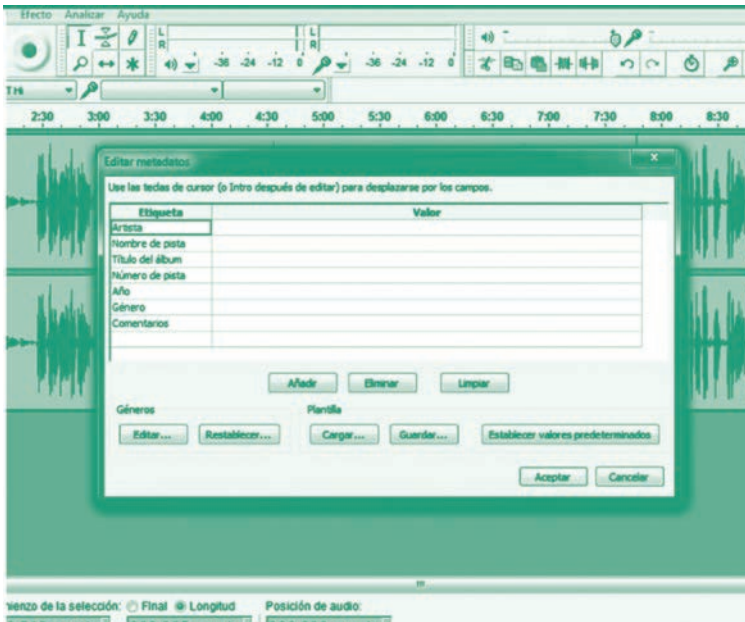 Efecto Analizar Ayuda
L
R
L
R
-36 -24 -12 0
-36 -24 -12 0
2:30 3:00 3:30 4:00 4:30 5:00 5:30 6:00 6:30 7:00 7:30 8:00 8:30
Editar metadatos x
Use las teclas de cursor (o Intro después de editar) para desplazarse por los campos.
Etiqueta Valor
Artista
Nombre de pista
Título del álbum
Número de pista
Año
Género
Comentarios
Añadir Eliminar Limpiar
Géneros Plantilla
Editar... Restablecer... Cargar... Guardar... Establecer valores predeterminados
Aceptar Cancelar
de la selección: Final Longitud Posición de audio: